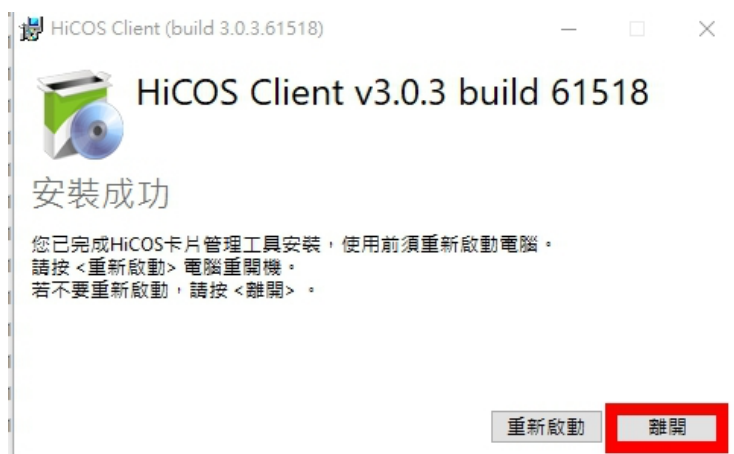 HiCOS Client (build 3.0.3.61518)
HiCOS Client v3.0.3 build 61518
安裝成功
您已完成HiCOS卡片管理工具安裝，使用前須重新啟動電腦。
請按 <重新啟動> 電腦重開機。
若不要重新啟動，請按 <離開> 。
重新啟動 離開